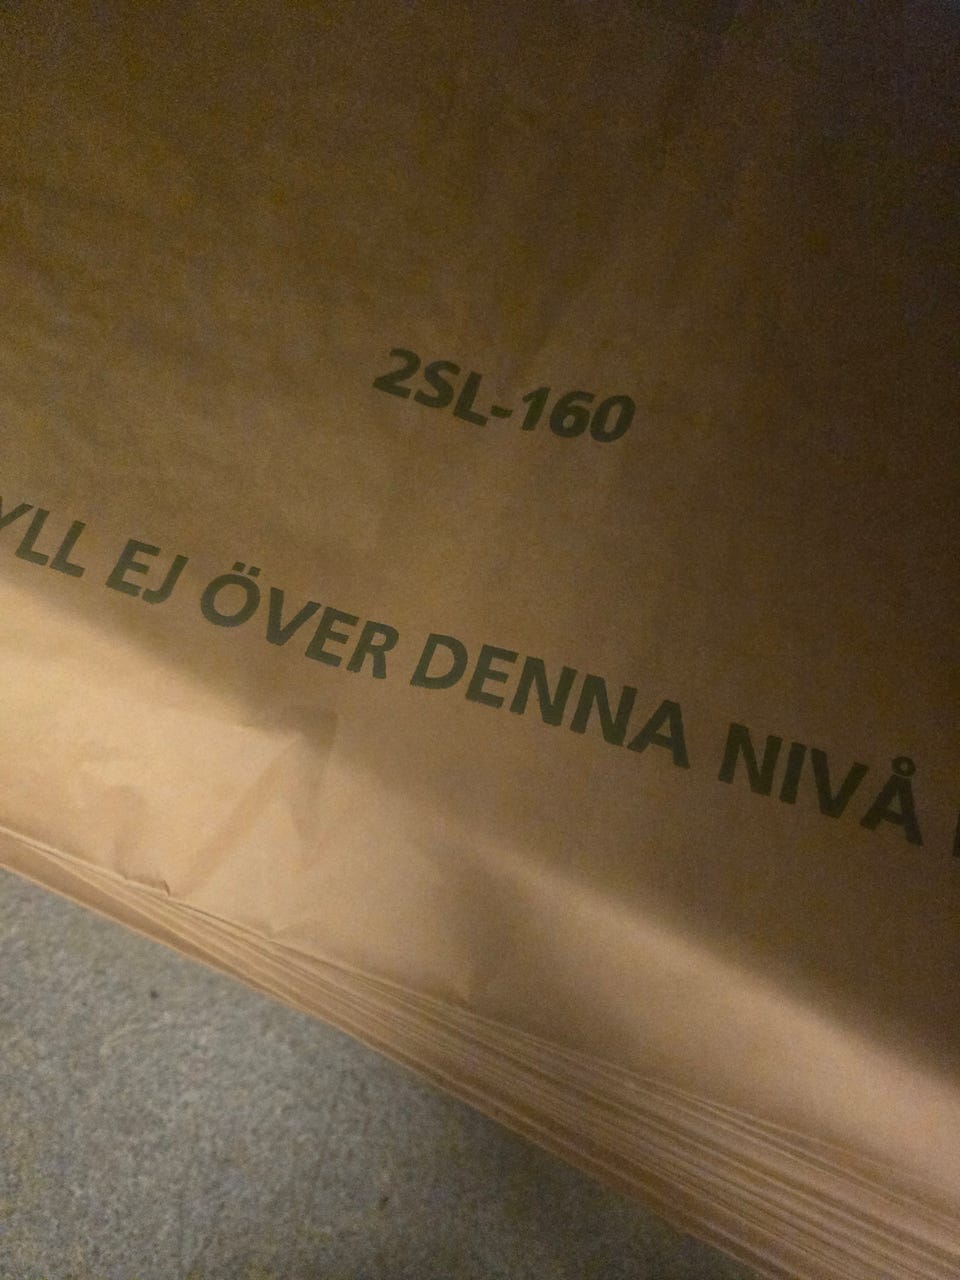 2SL-160
YLL EJ ÖVER DENNA NIVÅ